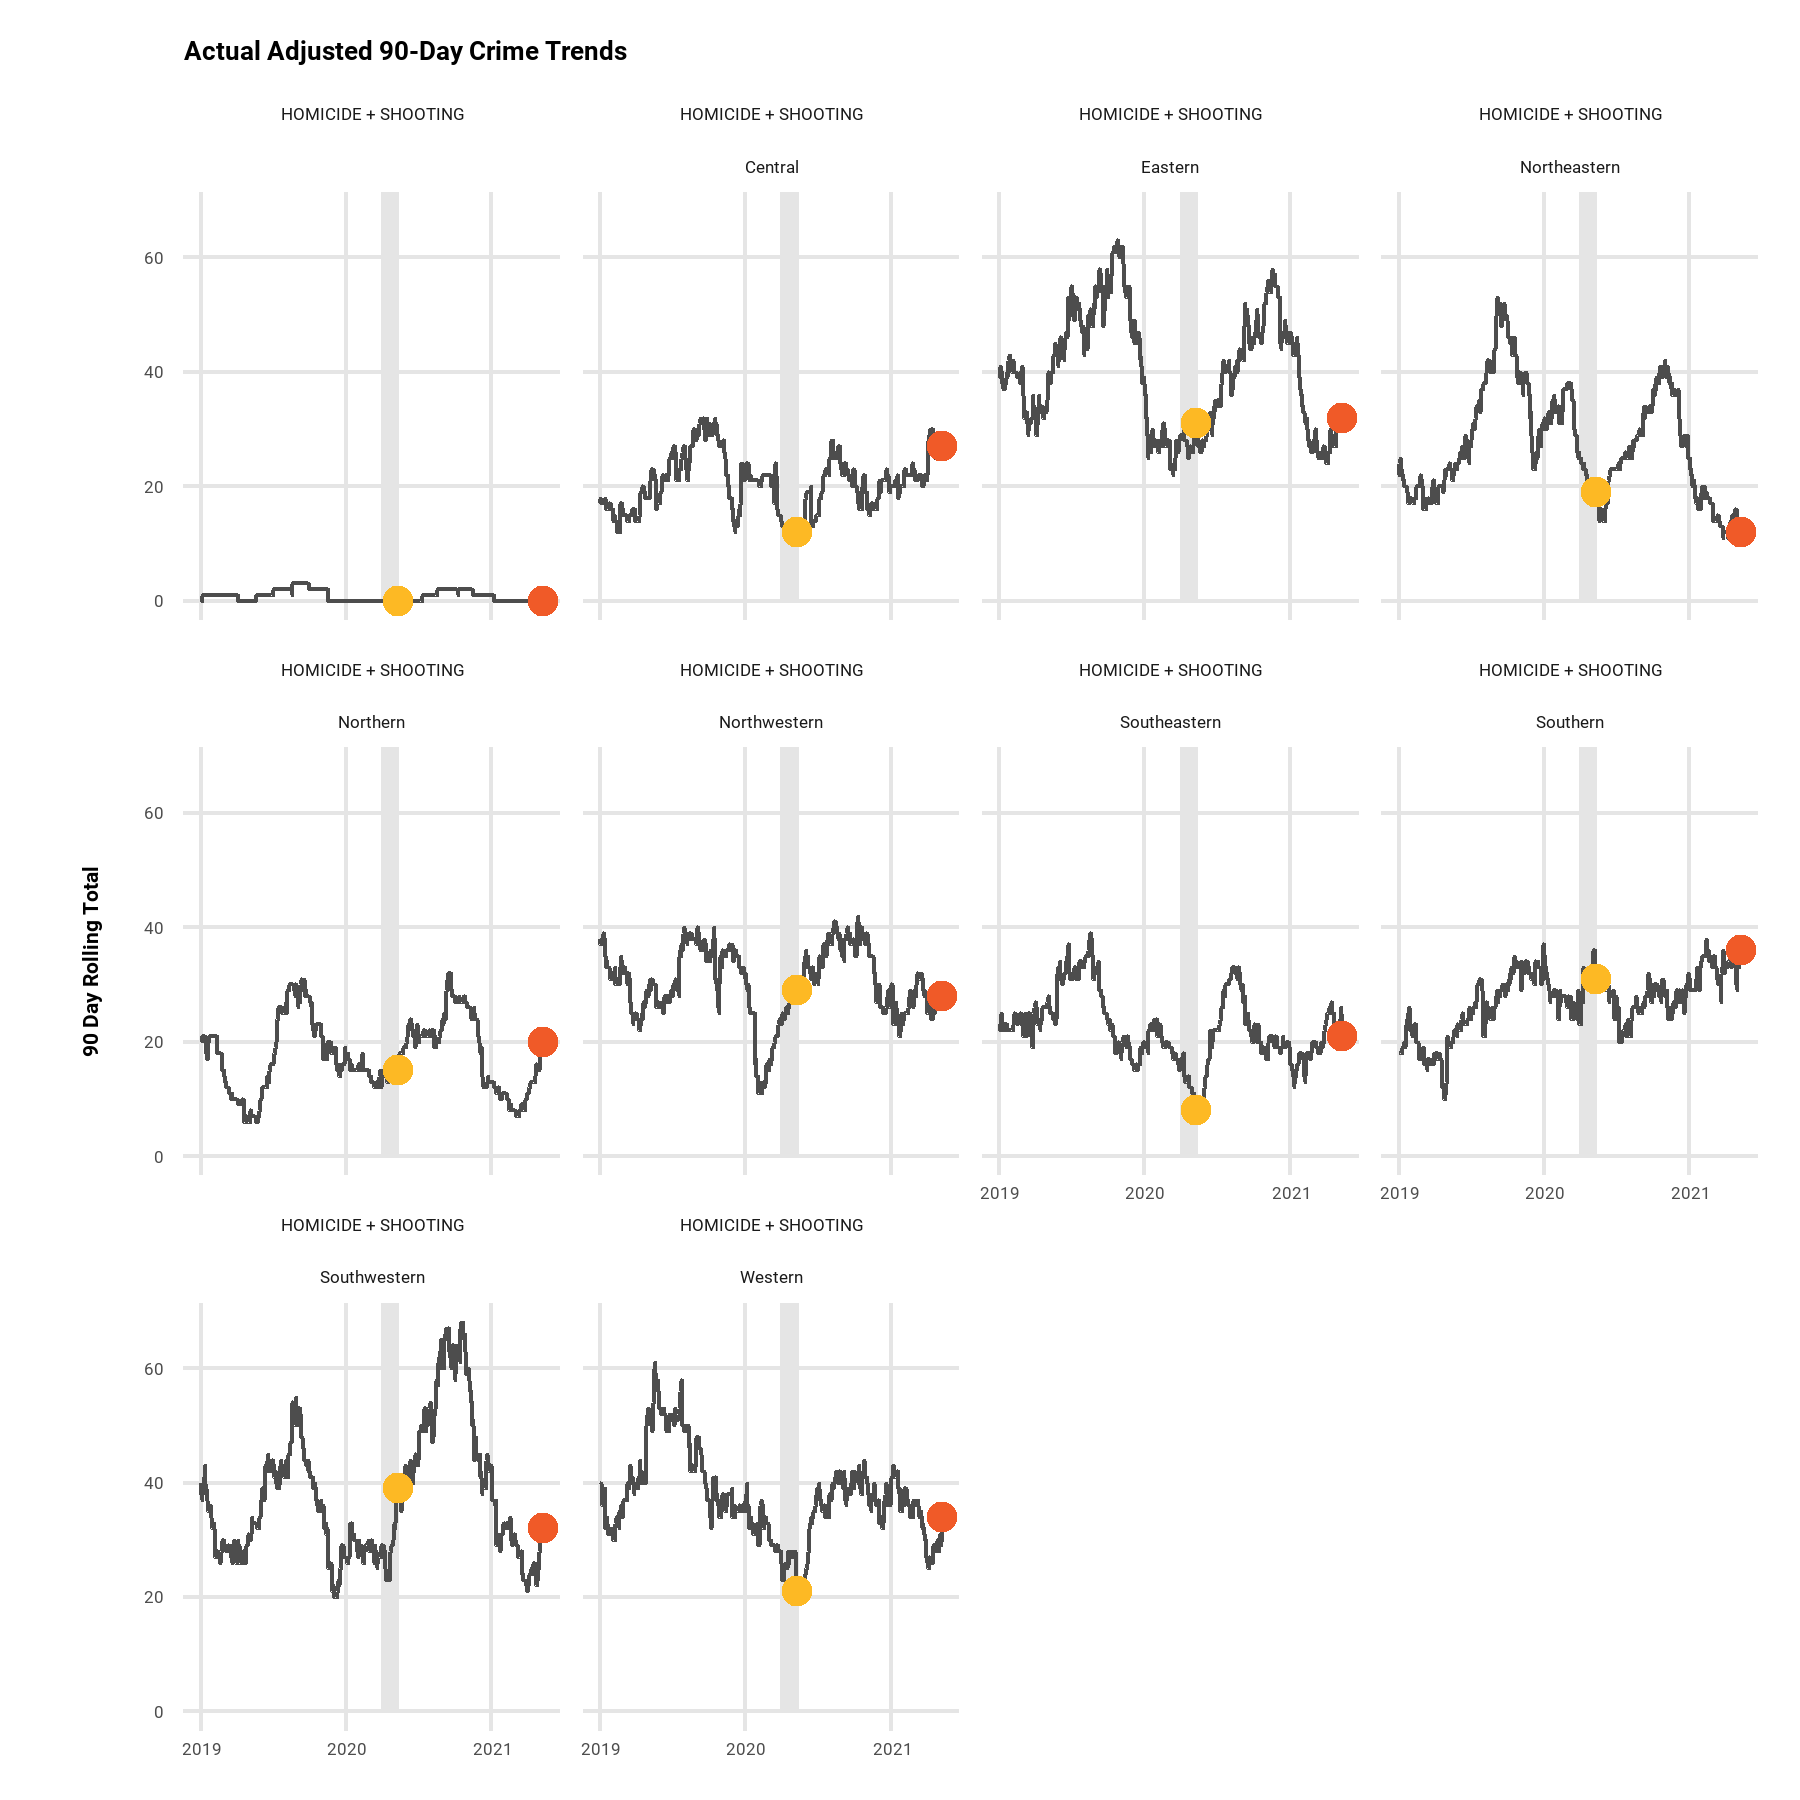 Actual Adjusted 90-Day Crime Trends
HOMICIDE + SHOOTING
HOMICIDE + SHOOTING
HOMICIDE + SHOOTING
HOMICIDE + SHOOTING
Central
Eastern
Northeastern
60
40
20
0
HOMICIDE + SHOOTING
HOMICIDE + SHOOTING
HOMICIDE + SHOOTING
HOMICIDE + SHOOTING
Northern
Northwestern
Southeastern
Southern
60
40
20
0
90 Day Rolling Total
2019
2020
2021
2019
2020
2021
HOMICIDE + SHOOTING
HOMICIDE + SHOOTING
Southwestern
Western
60
40
20
0
2019
2020
2021
2019
2020
2021